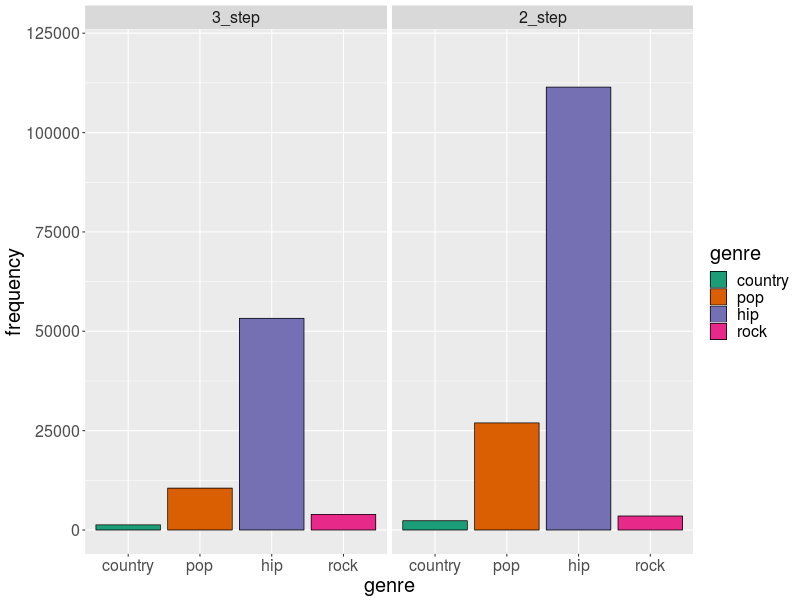 3_step
2_step
125000
100000
75000
50000
25000
0
frequency
country pop hip rock
country pop hip rock
genre
genre
country
pop
hip
rock